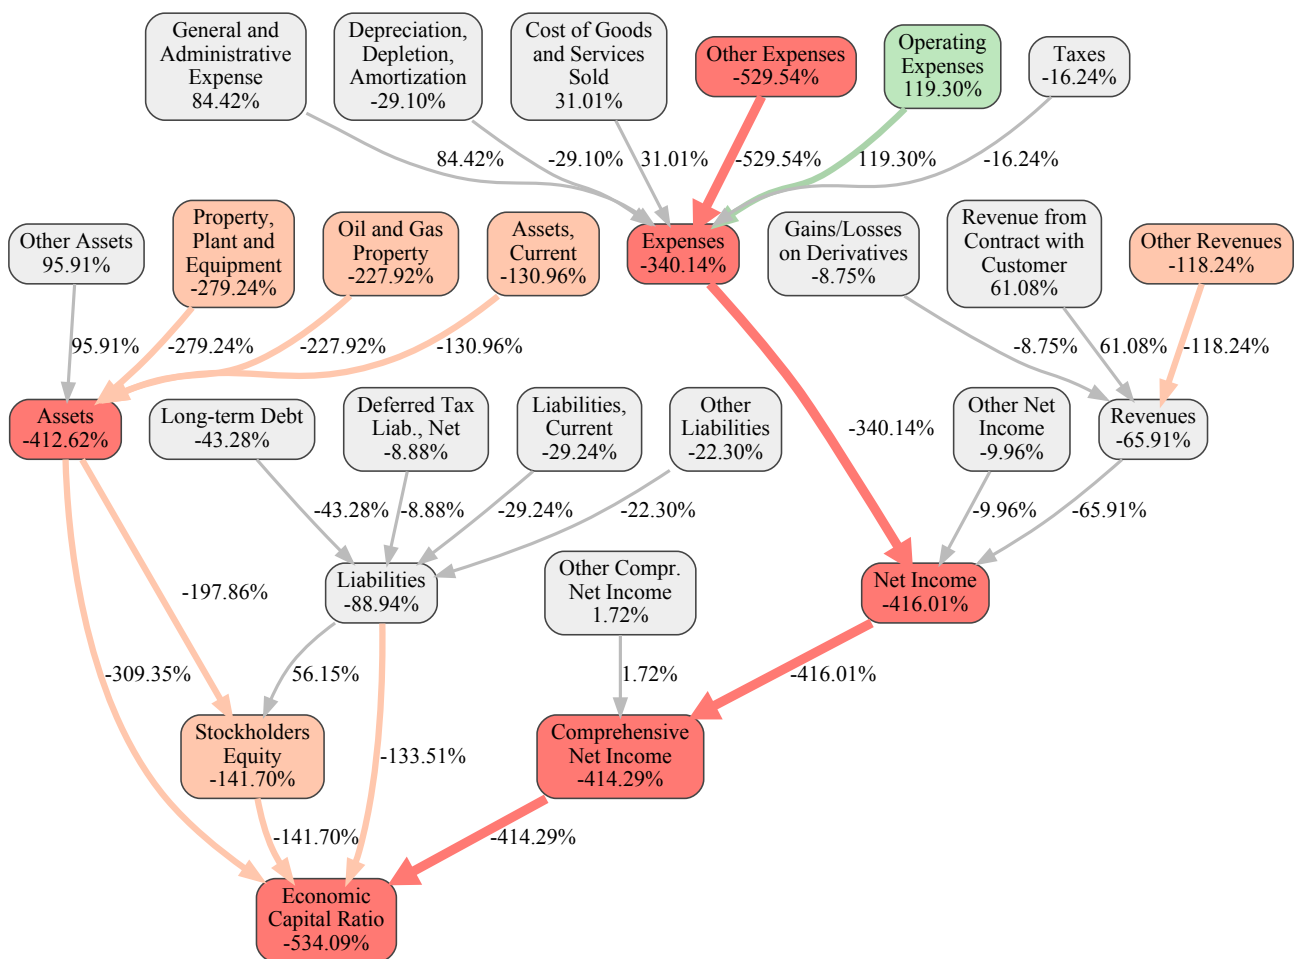 General and
Administrative
Expense
84.42%
Depreciation,
Depletion,
Amortization
-29.10%
Cost of Goods
and Services
Sold
31.01%
Other Expenses
-529.54%
Operating
Expenses
119.30%
Taxes
-16.24%
84.42%
-29.10%
31.01%
-529.54%
119.30%
-16.24%
Other Assets
95.91%
Property,
Plant and
Equipment
-279.24%
Oil and Gas
Property
-227.92%
Assets,
Current
-130.96%
Expenses
-340.14%
Gains/Losses
on Derivatives
-8.75%
Revenue from
Contract with
Customer
61.08%
Other Revenues
-118.24%
95.91%
-279.24%
-227.92%
-130.96%
-8.75%
61.08%
-118.24%
Assets
-412.62%
Long-term Debt
-43.28%
Deferred Tax
Liab., Net
-8.88%
Liabilities,
Current
-29.24%
Other
Liabilities
-22.30%
-340.14%
Other Net
Income
-9.96%
Revenues
-65.91%
-43.28%
-8.88%
-29.24%
-22.30%
-9.96%
-65.91%
-197.86%
Liabilities
-88.94%
Other Compr.
Net Income
1.72%
Net Income
-416.01%
-309.35%
56.15%
1.72%
-416.01%
Stockholders
Equity
-141.70%
-133.51%
Comprehensive
Net Income
-414.29%
-141.70%
-414.29%
Economic
Capital Ratio
-534.09%